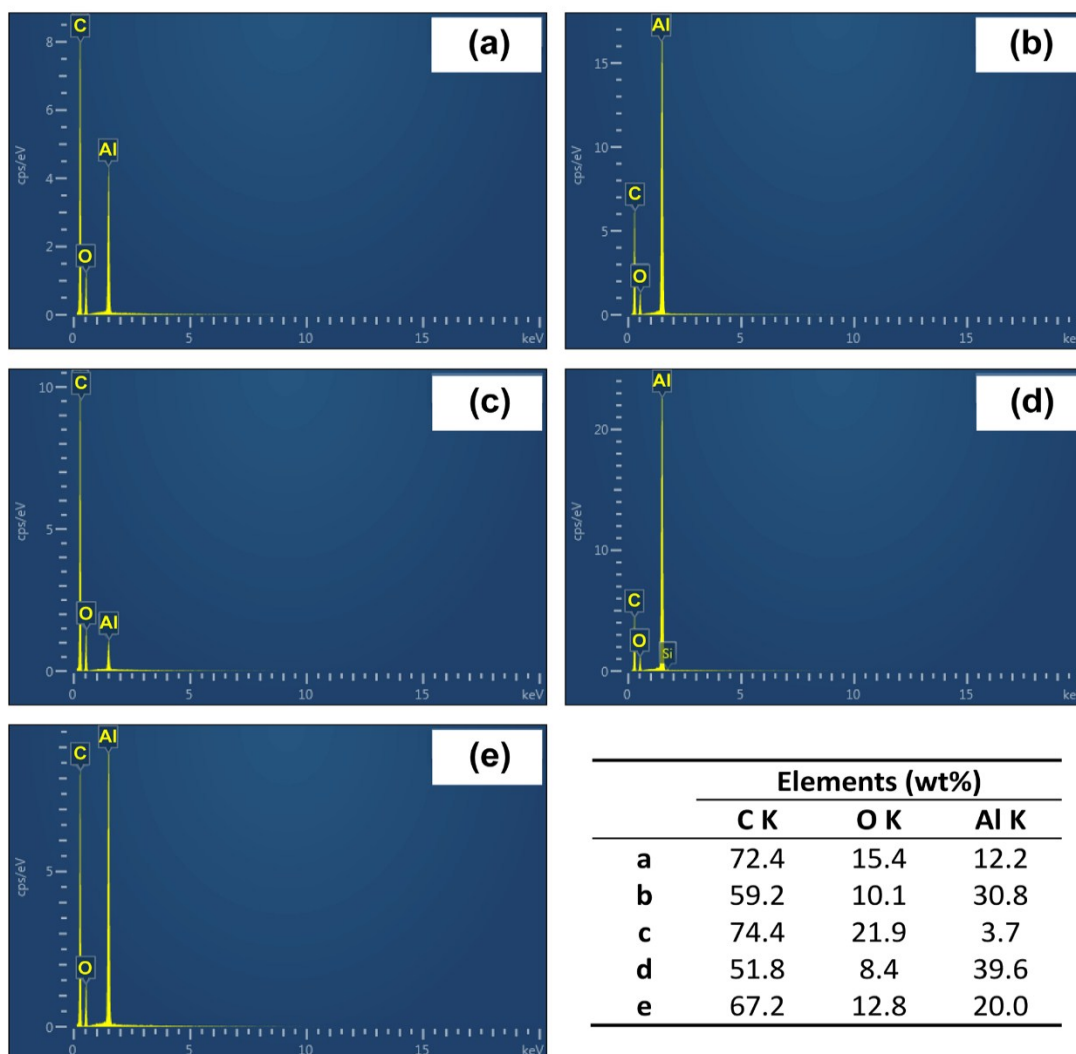 (a)
C
Al
O
8
6
4
2
0
cps/eV
0 5 10 15 keV
(b)
Al
C
O
15
10
5
0
cps/eV
0 5 10 15 keV
(c)
C
O
Al
10
5
0
cps/eV
0 5 10 15 keV
(d)
Al
C
O
Si
20
10
0
cps/eV
0 5 10 15 keV
(e)
C
Al
O
5
0
cps/eV
0 5 10 15 keV
Elements (wt%)
C K O K Al K
a 72.4 15.4 12.2
b 59.2 10.1 30.8
c 74.4 21.9 3.7
d 51.8 8.4 39.6
e 67.2 12.8 20.0